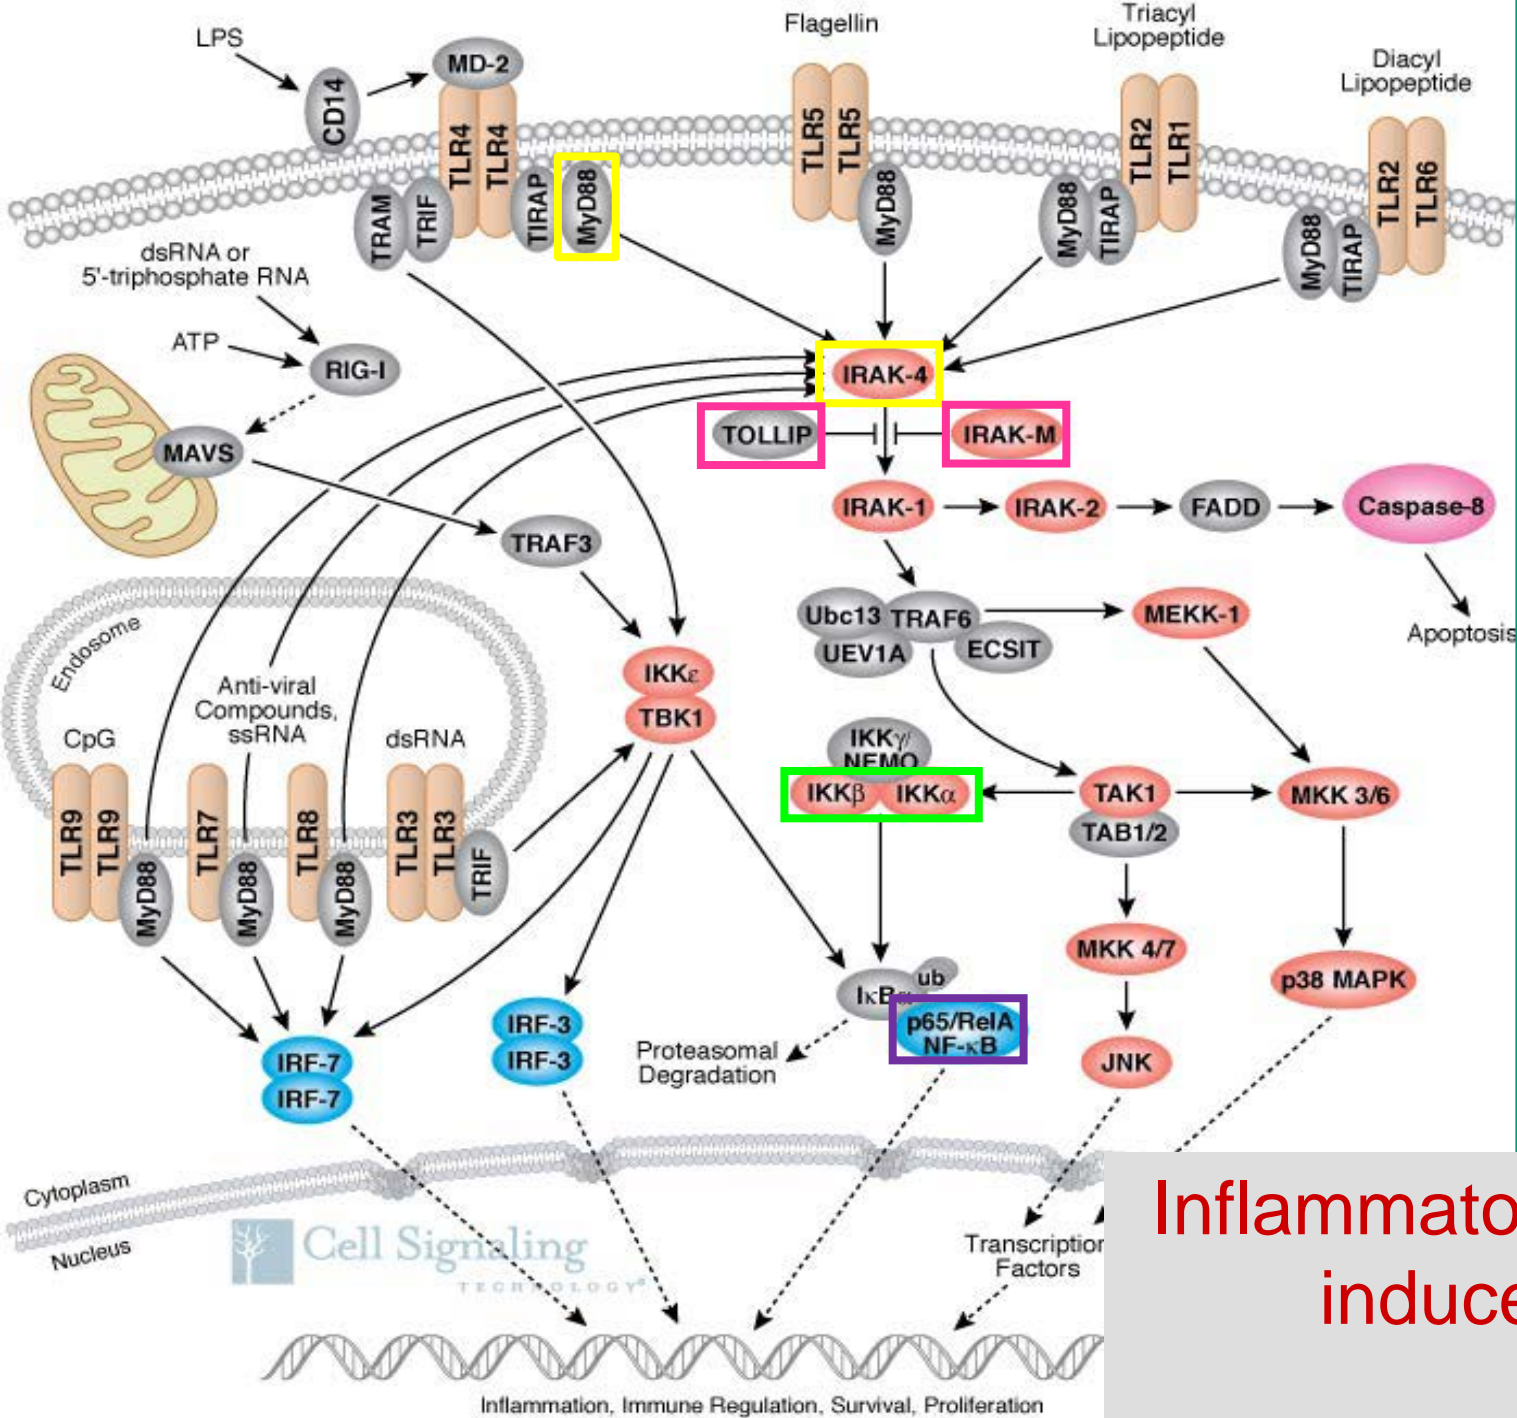 LPS
CD14
MD-2
TLR4
TLR4
TRAM
TRIF
TIRAP
MyD88
Flagellin
TLR5
TLR5
MyD88
Triacyl
Lipopeptide
TLR2
TLR1
MyD88
TIRAP
Diacyl
Lipopeptide
TLR2
TLR6
MyD88
TIRAP
dsRNA or
5'-triphosphate RNA
ATP
RIG-I
MAVS
TRAF3
IRAK-4
TOLLIP
IRAK-M
IRAK-1
IRAK-2
FADD
Caspase-8
Apoptosis
Ubc13
TRAF6
UEV1A
ECSIT
MEKK-1
Endosome
IKKε
TBK1
CpG
Anti-viral
Compounds,
ssRNA
dsRNA
TLR9
TLR9
MyD88
TLR7
MyD88
TLR8
MyD88
TLR3
TLR3
TRIF
IKKγ/
NEMO
IKKβ
IKKα
TAK1
TAB1/2
MKK 3/6
MKK 4/7
p38 MAPK
JNK
IκBα
ub
p65/RelA
NF-κB
Proteasomal
Degradation
IRF-3
IRF-3
IRF-7
IRF-7
Cytoplasm
Nucleus
Cell Signaling
TECHNOLOGY®
Transcription
Factors
Inflammato
induce
Inflammation, Immune Regulation, Survival, Proliferation